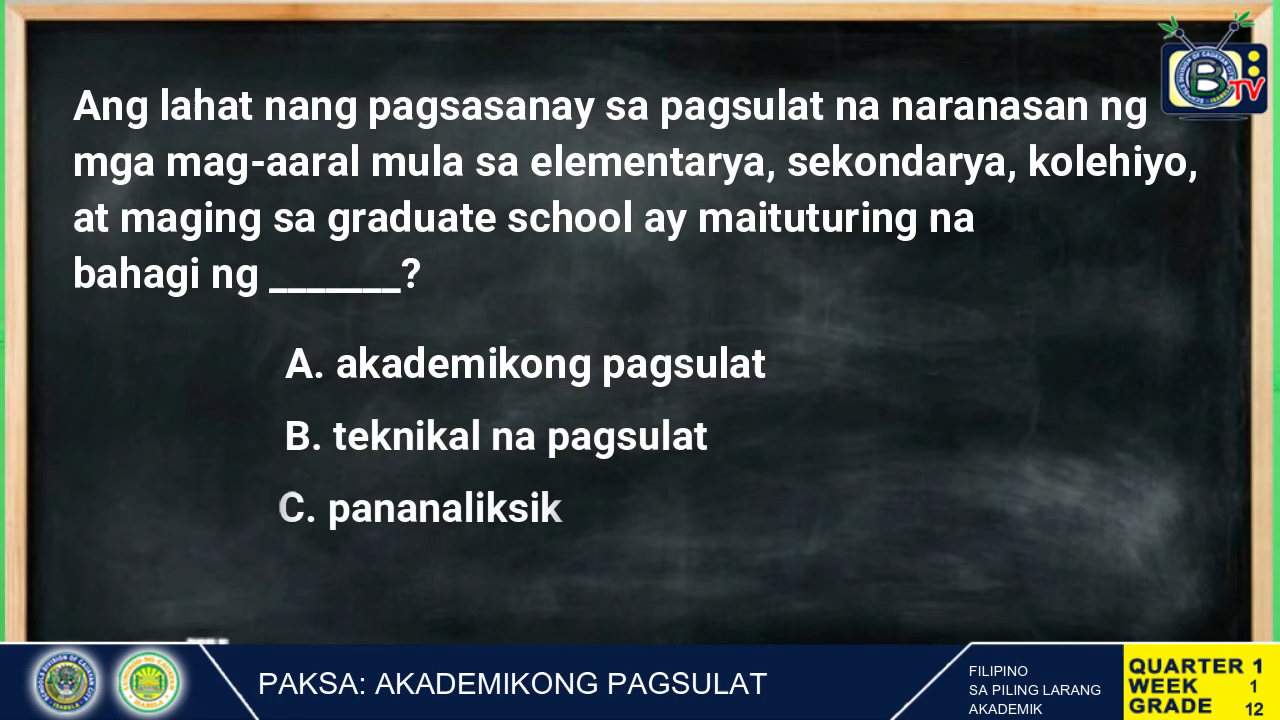 Ang lahat nang pagsasanay sa pagsulat na naranasan ng
mga mag-aaral mula sa elementarya, sekondarya, kolehiyo,
at maging sa graduate school ay maituturing na
bahagi ng _______?
A. akademikong pagsulat
B. teknikal na pagsulat
C. pananaliksik
B TV
PAKSA: AKADEMIKONG PAGSULAT
FILIPINO
SA PILING LARANG
AKADEMIK
QUARTER 1
WEEK 1
GRADE 12